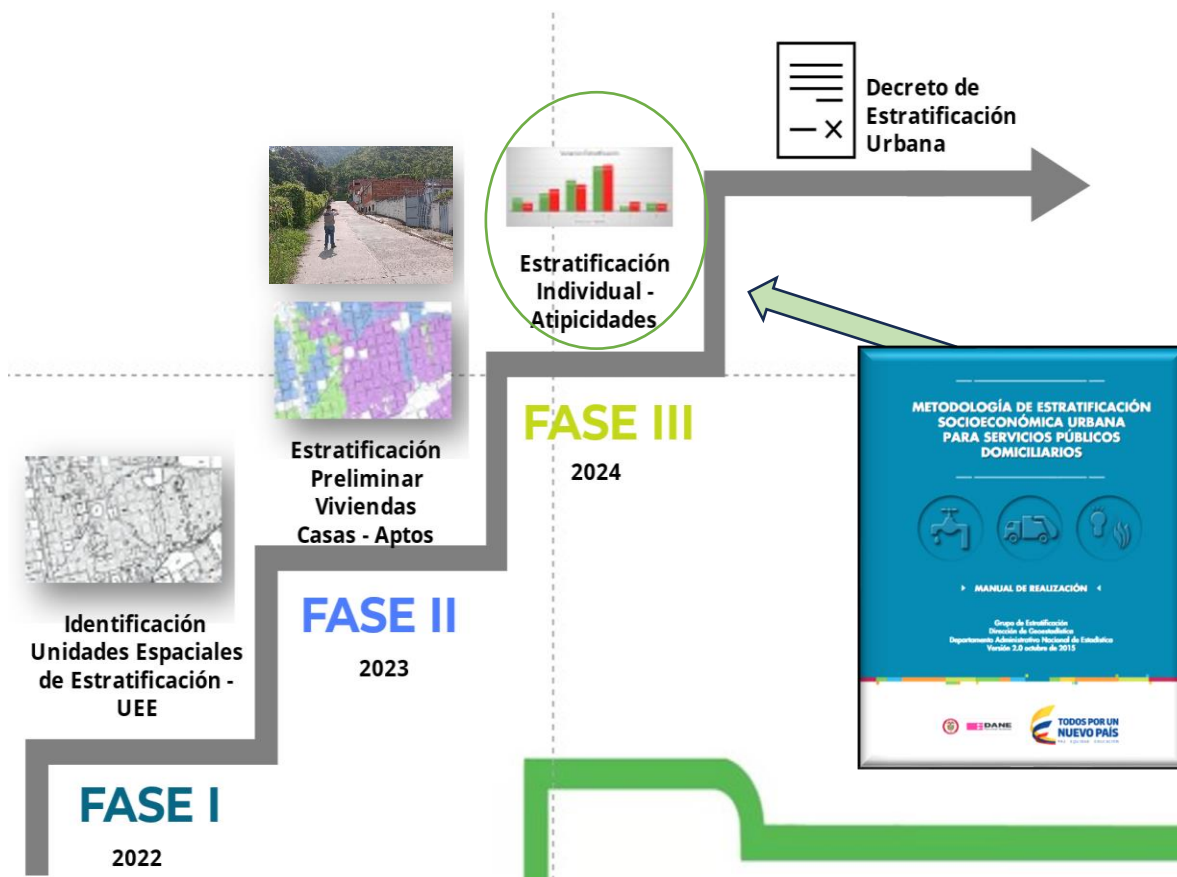 Decreto de
Estratificación
Urbana
Estratificación
Individual -
Atipicidades
FASE III
2024
Estratificación
Preliminar
Viviendas
Casas - Aptos
FASE II
2023
Identificación
Unidades Espaciales
de Estratificación -
UEE
FASE I
2022
METODOLOGÍA DE ESTRATIFICACIÓN
SOCIOECONÓMICA URBANA
PARA SERVICIOS PÚBLICOS
DOMICILIARIOS
MANUAL DE REALIZACIÓN
Grupo de Estratificación
Dirección de Geoestadística
Departamento Administrativo Nacional de Estadística
Versión 2.0 octubre de 2015
DANE
TODOS POR UN
NUEVO PAÍS
PAZ EQUIDAD EDUCACIÓN